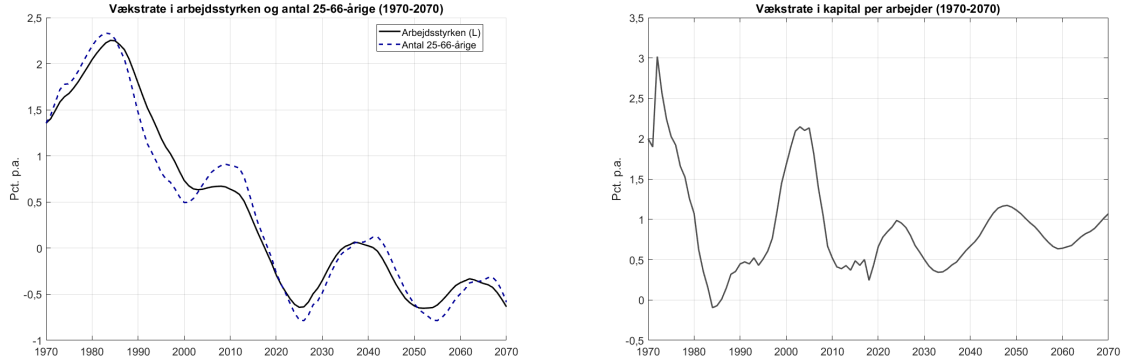 Vækstrate i arbejdsstyrken og antal 25-66-årige (1970-2070)
2,5
2
1,5
1
0,5
0
-0,5
-1
Pct. p.a.
Arbejdsstyrken (L)
Antal 25-66-årige
1970 1980 1990 2000 2010 2020 2030 2040 2050 2060 2070
Vækstrate i kapital per arbejder (1970-2070)
3,5
3
2,5
2
1,5
1
0,5
0
-0,5
Pct. p.a.
1970 1980 1990 2000 2010 2020 2030 2040 2050 2060 2070